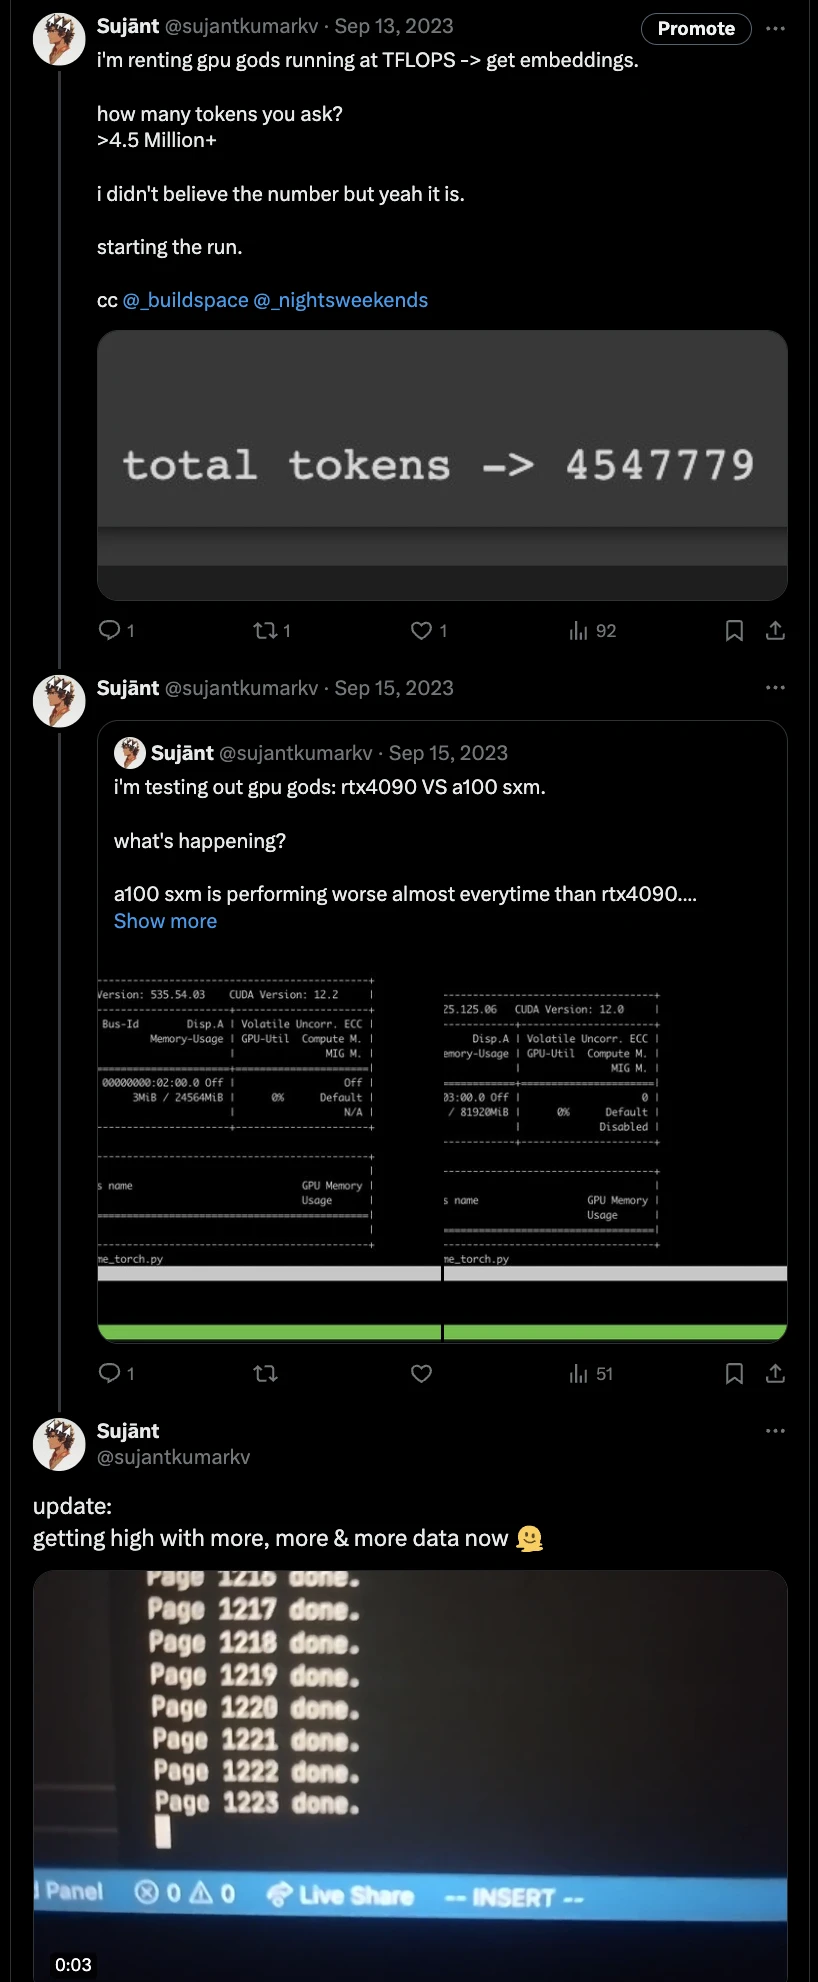 Sujānt @sujantkumarkv · Sep 13, 2023
Promote
i'm renting gpu gods running at TFLOPS -> get embeddings.
how many tokens you ask?
>4.5 Million+
i didn't believe the number but yeah it is.
starting the run.
cc @_buildspace @_nightsweekends
total tokens -> 4547779
1 1 1 92
Sujānt @sujantkumarkv · Sep 15, 2023
Sujānt @sujantkumarkv · Sep 15, 2023
i'm testing out gpu gods: rtx4090 VS a100 sxm.
what's happening?
a100 sxm is performing worse almost everytime than rtx4090....
Show more
Version: 535.54.03 CUDA Version: 12.2 |
Bus-Id Disp.A | Volatile Uncorr. ECC |
Memory-Usage | GPU-Util Compute M. |
| MIG M. |
00000000:02:00.0 Off | Off |
3MiB / 24564MiB | 0% Default |
| N/A |
s name GPU Memory |
Usage |
me_torch.py
25.125.06 CUDA Version: 12.0 |
Disp.A | Volatile Uncorr. ECC |
emory-Usage | GPU-Util Compute M. |
| MIG M. |
03:00.0 Off | 0 |
/ 81920MiB | 0% Default |
| Disabled |
s name GPU Memory |
Usage |
me_torch.py
1 51
Sujānt
@sujantkumarkv
update:
getting high with more, more & more data now 🫠
Page 1216 done.
Page 1217 done.
Page 1218 done.
Page 1219 done.
Page 1220 done.
Page 1221 done.
Page 1222 done.
Page 1223 done.
Panel 0 0 Live Share -- INSERT --
0:03